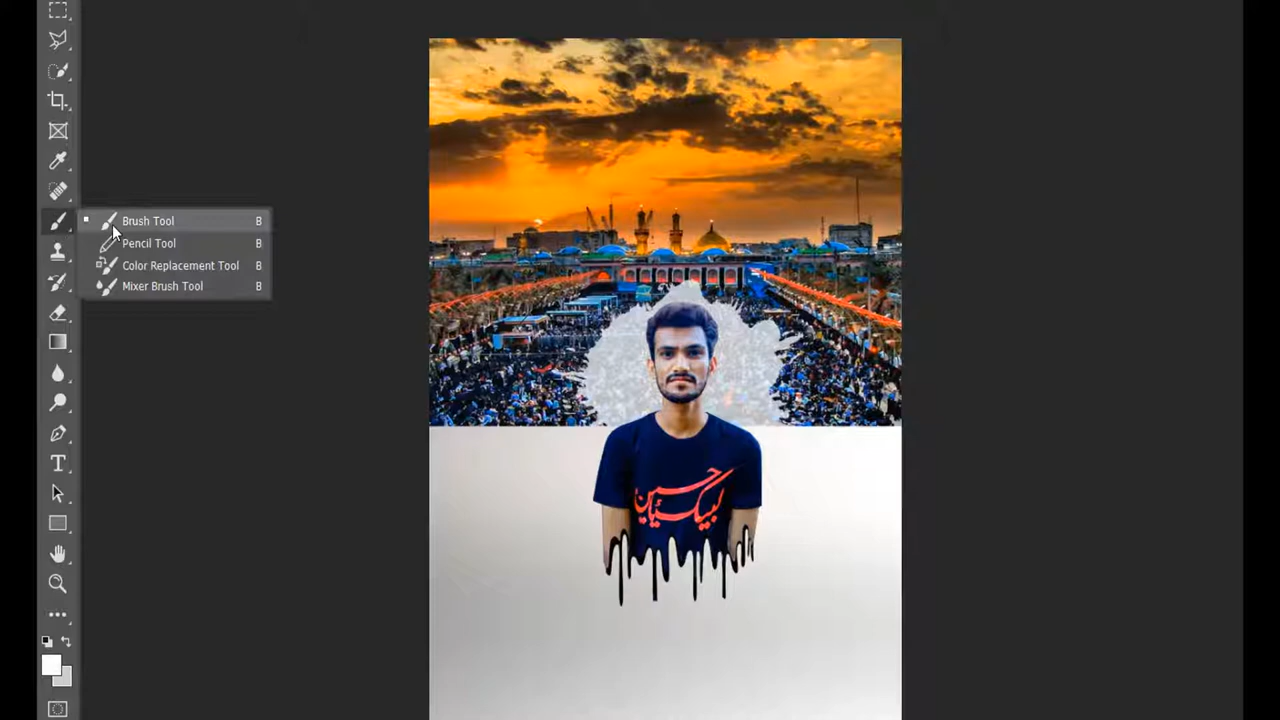 Brush Tool B
Pencil Tool B
Color Replacement Tool B
Mixer Brush Tool B
لبیک یا حسین